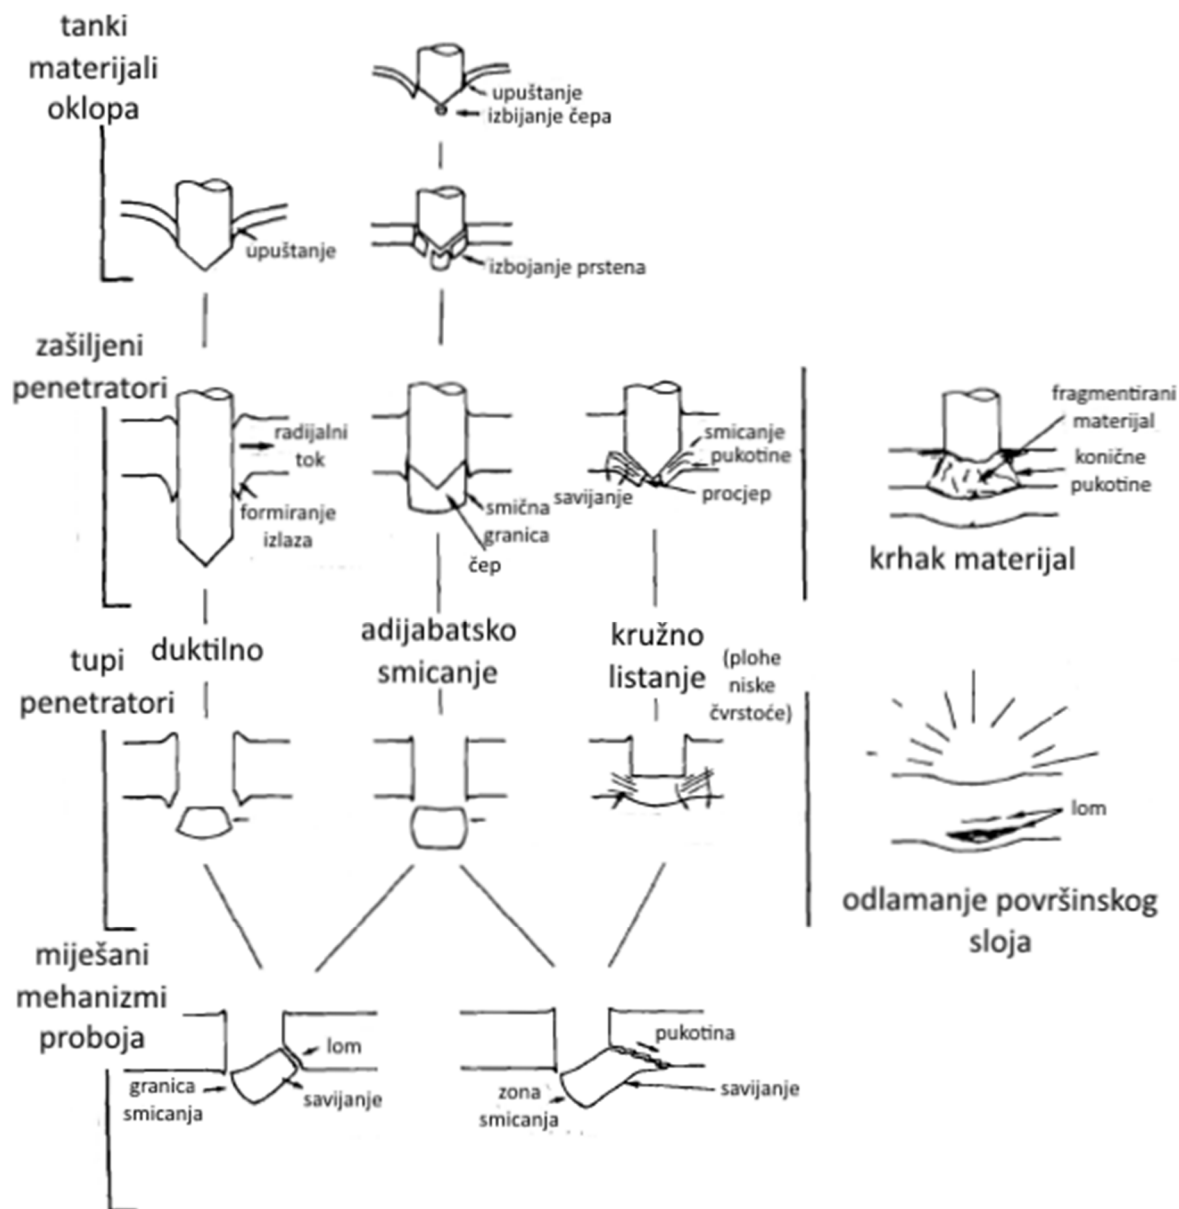 tanki
materijali
oklopa
upuštanje
izbijanje čepa
upuštanje
izbojanje prstena
zašiljeni
penetratori
radijalni
tok
formiranje
izlaza
smična
granica
čep
smicanje
pukotine
savijanje
procjep
fragmentirani
materijal
konične
pukotine
krhak materijal
tupi
penetratori
duktilno
adijabatsko
smicanje
kružno
listanje
(plohe
niske
čvrstoće)
lom
odlamanje površinskog
sloja
miješani
mehanizmi
proboja
granica
smicanja
lom
savijanje
zona
smicanja
pukotina
savijanje